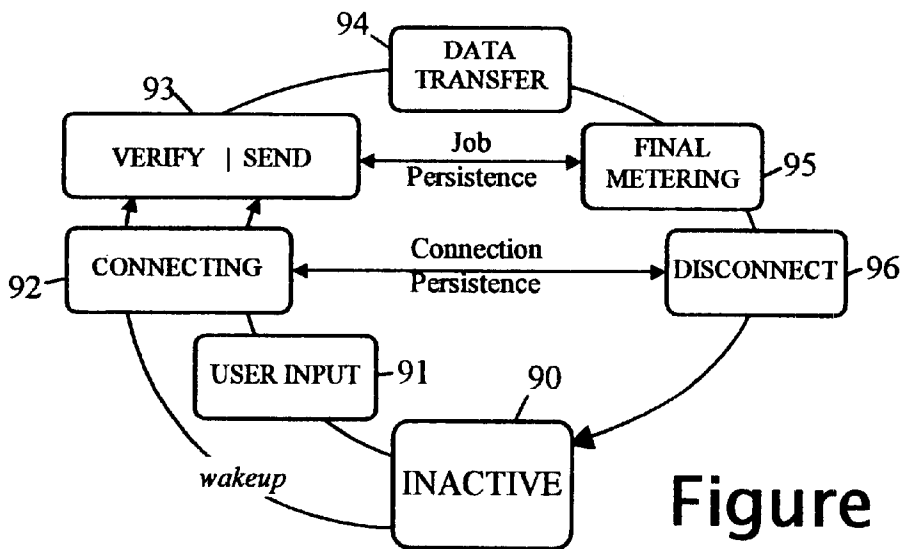 94
DATA
TRANSFER
93
VERIFY | SEND
Job
Persistence
FINAL
METERING
95
CONNECTING
92
Connection
Persistence
DISCONNECT
96
USER INPUT
91
90
INACTIVE
wakeup
Figure